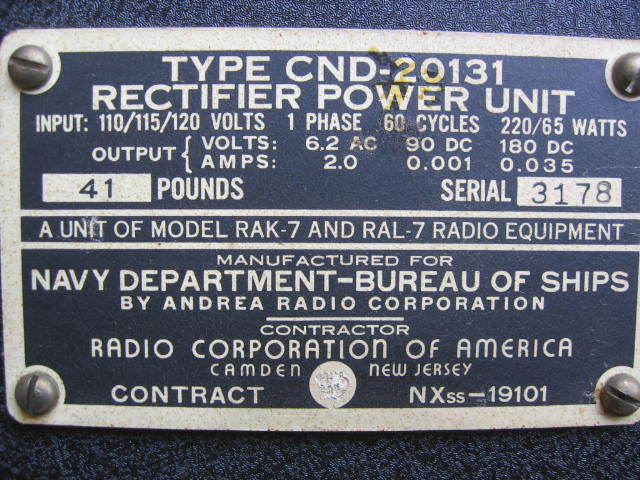 TYPE CND-20131
RECTIFIER POWER UNIT
INPUT: 110/115/120 VOLTS 1 PHASE 60 CYCLES 220/65 WATTS
OUTPUT { VOLTS: 6.2 AC 90 DC 180 DC
AMPS: 2.0 0.001 0.035
41 POUNDS SERIAL 3178
A UNIT OF MODEL RAK-7 AND RAL-7 RADIO EQUIPMENT
MANUFACTURED FOR
NAVY DEPARTMENT-BUREAU OF SHIPS
BY ANDREA RADIO CORPORATION
CONTRACTOR
RADIO CORPORATION OF AMERICA
CAMDEN NEW JERSEY
CONTRACT NXss-19101